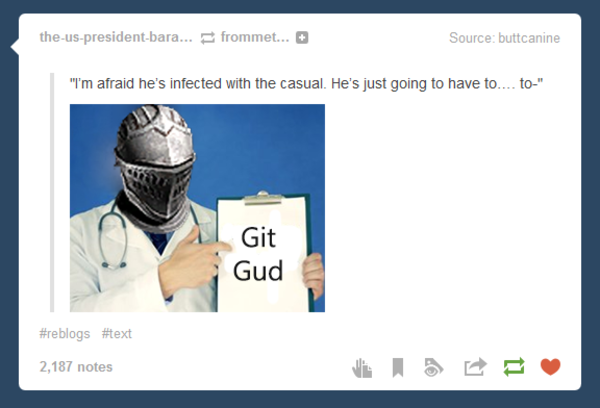 the-us-president-bara... frommet... Source: buttcanine
"I'm afraid he's infected with the casual. He's just going to have to.... to-"
Git
Gud
#reblogs #text
2,187 notes